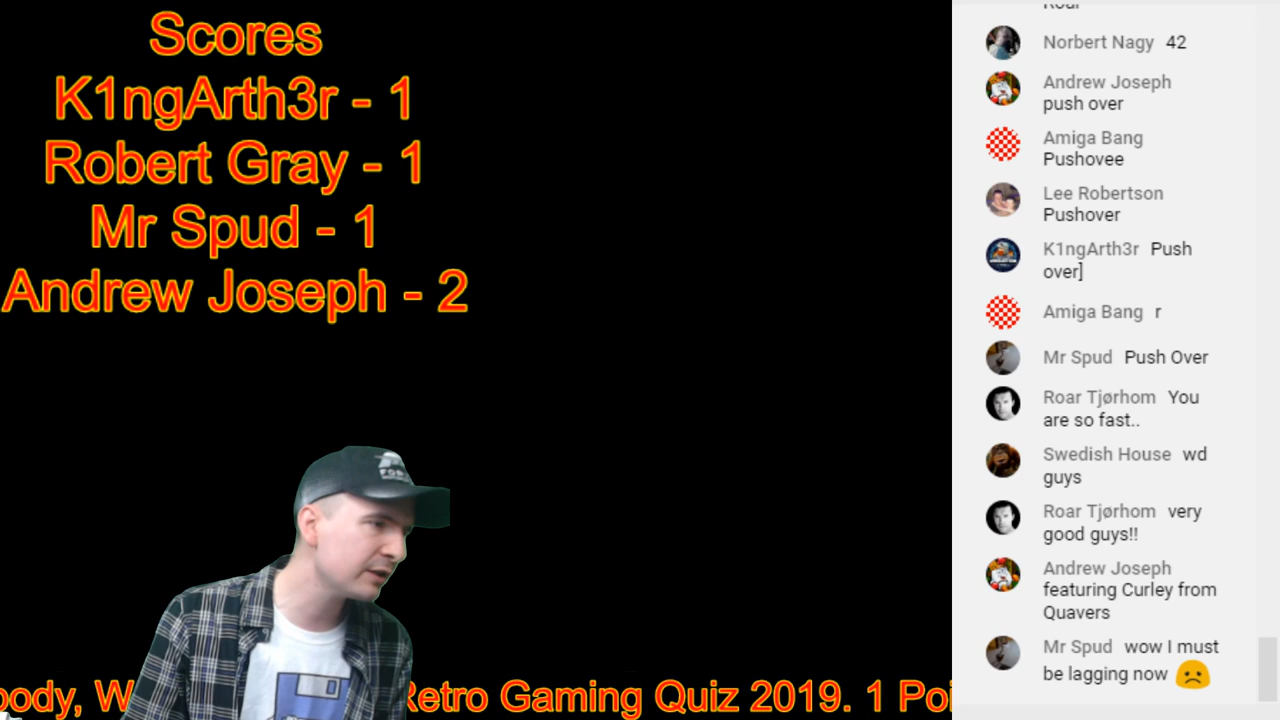 Scores
K1ngArth3r - 1
Robert Gray - 1
Mr Spud - 1
Andrew Joseph - 2
Retro Gaming Quiz 2019. 1
Norbert Nagy 42
Andrew Joseph
push over
Amiga Bang
Pushovee
Lee Robertson
Pushover
K1ngArth3r Push
over]
Amiga Bang r
Mr Spud Push Over
Roar Tjørhom You
are so fast..
Swedish House wd
guys
Roar Tjørhom very
good guys!!
Andrew Joseph
featuring Curley from
Quavers
Mr Spud wow I must
be lagging now